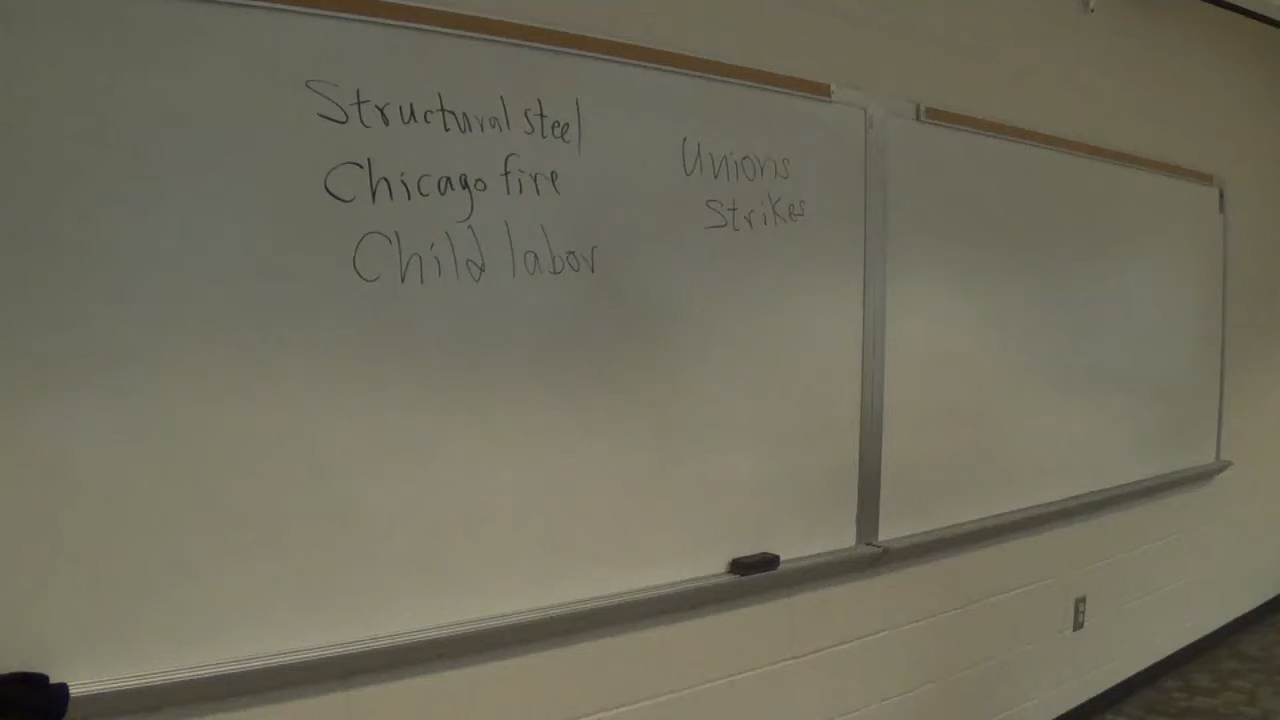 Structural steel
Chicago fire
Child labor
Unions
Strikes